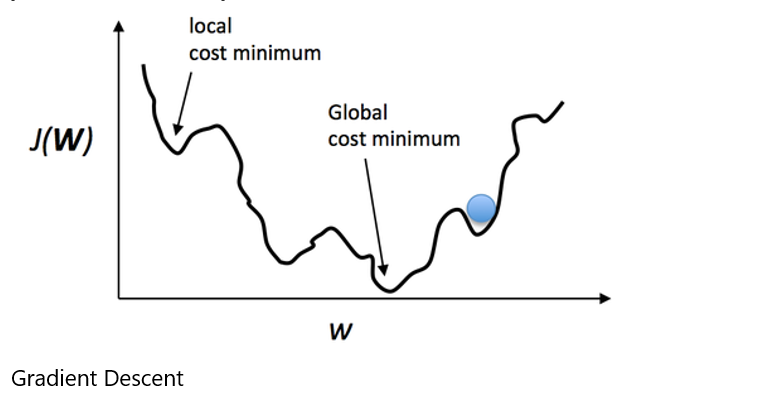 local
cost minimum
Global
cost minimum
J(W)
W
Gradient Descent